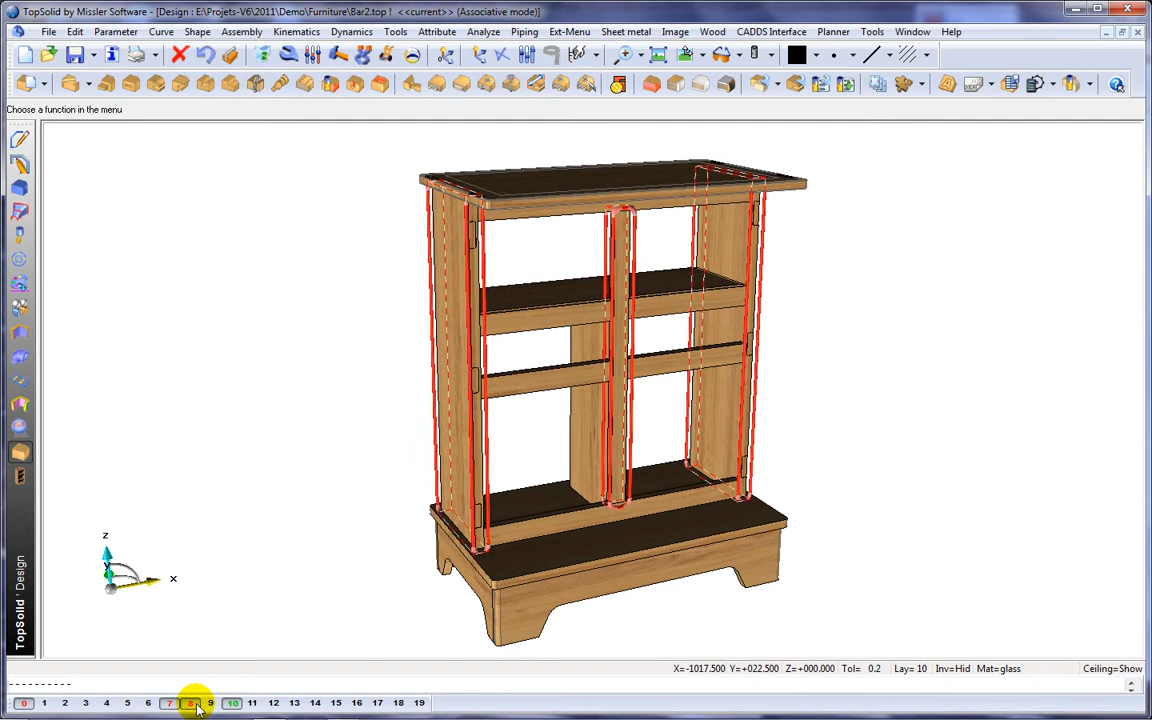 TopSolid by Missler Software - [Design : E:\Projets-V6\2011\Demo\Furniture\Bar2.top ! <<current>> (Associative mode)]
File Edit Parameter Curve Shape Assembly Kinematics Dynamics Tools Attribute Analyze Piping Ext-Menu Sheet metal Image Wood CADDS Interface Planner Tools Window Help
Choose a function in the menu
z
y
x
TopSolid'Design
X=-1017.500 Y=+022.500 Z=+000.000 Tol= 0.2 Lay= 10 Inv=Hid Mat=glass Ceiling=Show
----------
0 1 2 3 4 5 6 7 8 9 10 11 12 13 14 15 16 17 18 19